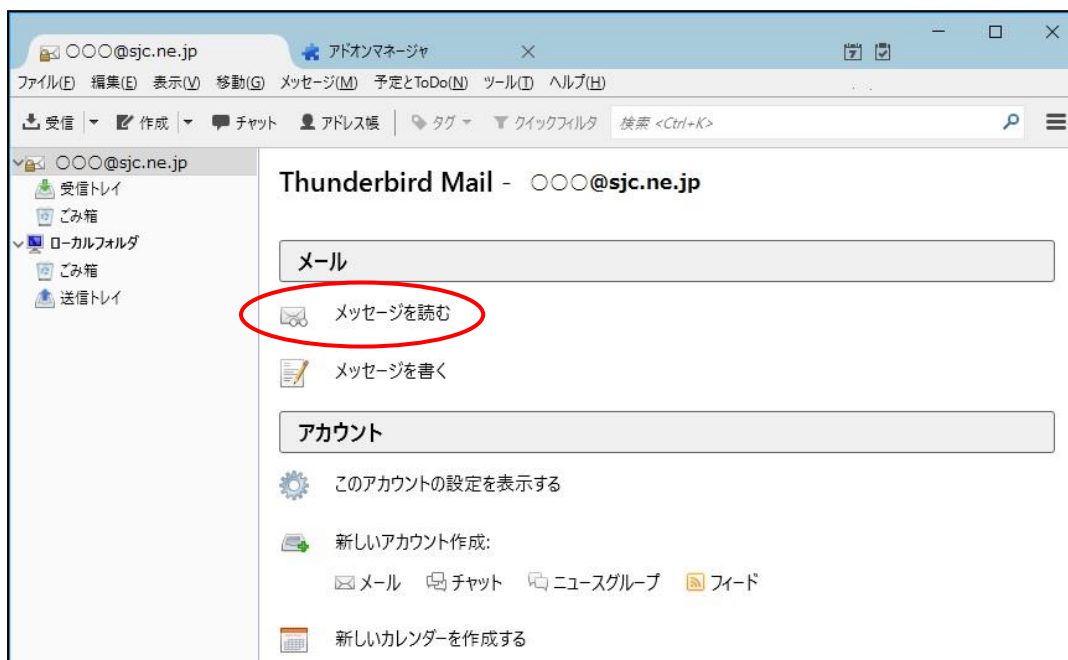 ○○○@sjc.ne.jp アドオンマネージャ
ファイル(F) 編集(E) 表示(V) 移動(G) メッセージ(M) 予定とToDo(N) ツール(T) ヘルプ(H)
受信 作成 チャット アドレス帳 タグ クイックフィルタ 検索 <Ctrl+K>
○○○@sjc.ne.jp
受信トレイ
ごみ箱
ローカルフォルダ
ごみ箱
送信トレイ
Thunderbird Mail - ○○○@sjc.ne.jp
メール
メッセージを読む
メッセージを書く
アカウント
このアカウントの設定を表示する
新しいアカウント作成:
メール チャット ニュースグループ フィード
新しいカレンダーを作成する